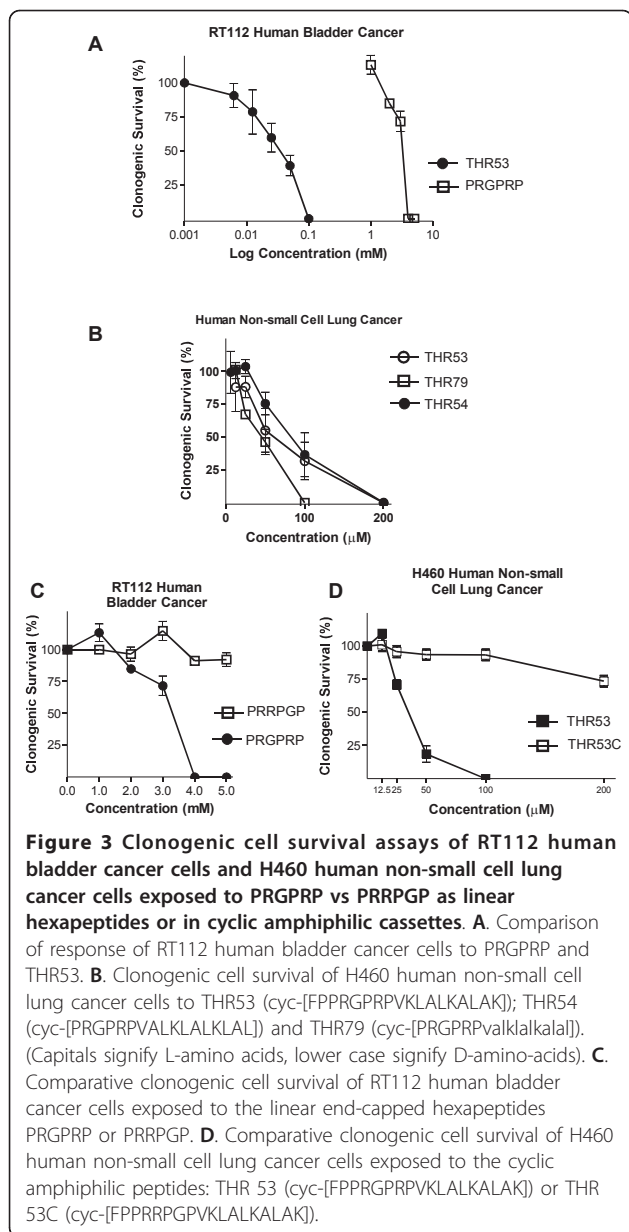 A
RT112 Human Bladder Cancer
Clonogenic Survival (%)
100
75
50
25
THR53
PRGPRP
0.001 0.01 0.1 1 10
Log Concentration (mM)
B
Human Non-small Cell Lung Cancer
Clonogenic Survival (%)
100
75
50
25
THR53
THR79
THR54
0 100 200
Concentration (µM)
C
RT112 Human
Bladder Cancer
Clonogenic Survival (%)
100
75
50
25
PRRPGP
PRGPRP
0.0 1.0 2.0 3.0 4.0 5.0
Concentration (mM)
D
H460 Human Non-small
Cell Lung Cancer
Clonogenic Survival (%)
100
75
50
25
THR53
THR53C
12.5 25 50 100 200
Concentration (µM)
Figure 3 Clonogenic cell survival assays of RT112 human
bladder cancer cells and H460 human non-small cell lung
cancer cells exposed to PRGPRP vs PRRPGP as linear
hexapeptides or in cyclic amphiphilic cassettes. A. Comparison
of response of RT112 human bladder cancer cells to PRGPRP and
THR53. B. Clonogenic cell survival of H460 human non-small cell
lung cancer cells to THR53 (cyc-[FPPRGPRPVKLALKALAK]); THR54
(cyc-[PRGPRPVALKLALKLAL]) and THR79 (cyc-[PRGPRPvalklalkalal]).
(Capitals signify L-amino acids, lower case signify D-amino-acids). C.
Comparative clonogenic cell survival of RT112 human bladder
cancer cells exposed to the linear end-capped hexapeptides
PRGPRP or PRRPGP. D. Comparative clonogenic cell survival of H460
human non-small cell lung cancer cells exposed to the cyclic
amphiphilic peptides: THR 53 (cyc-[FPPRGPRPVKLALKALAK]) or THR
53C (cyc-[FPPRRPGPVKLALKALAK]).